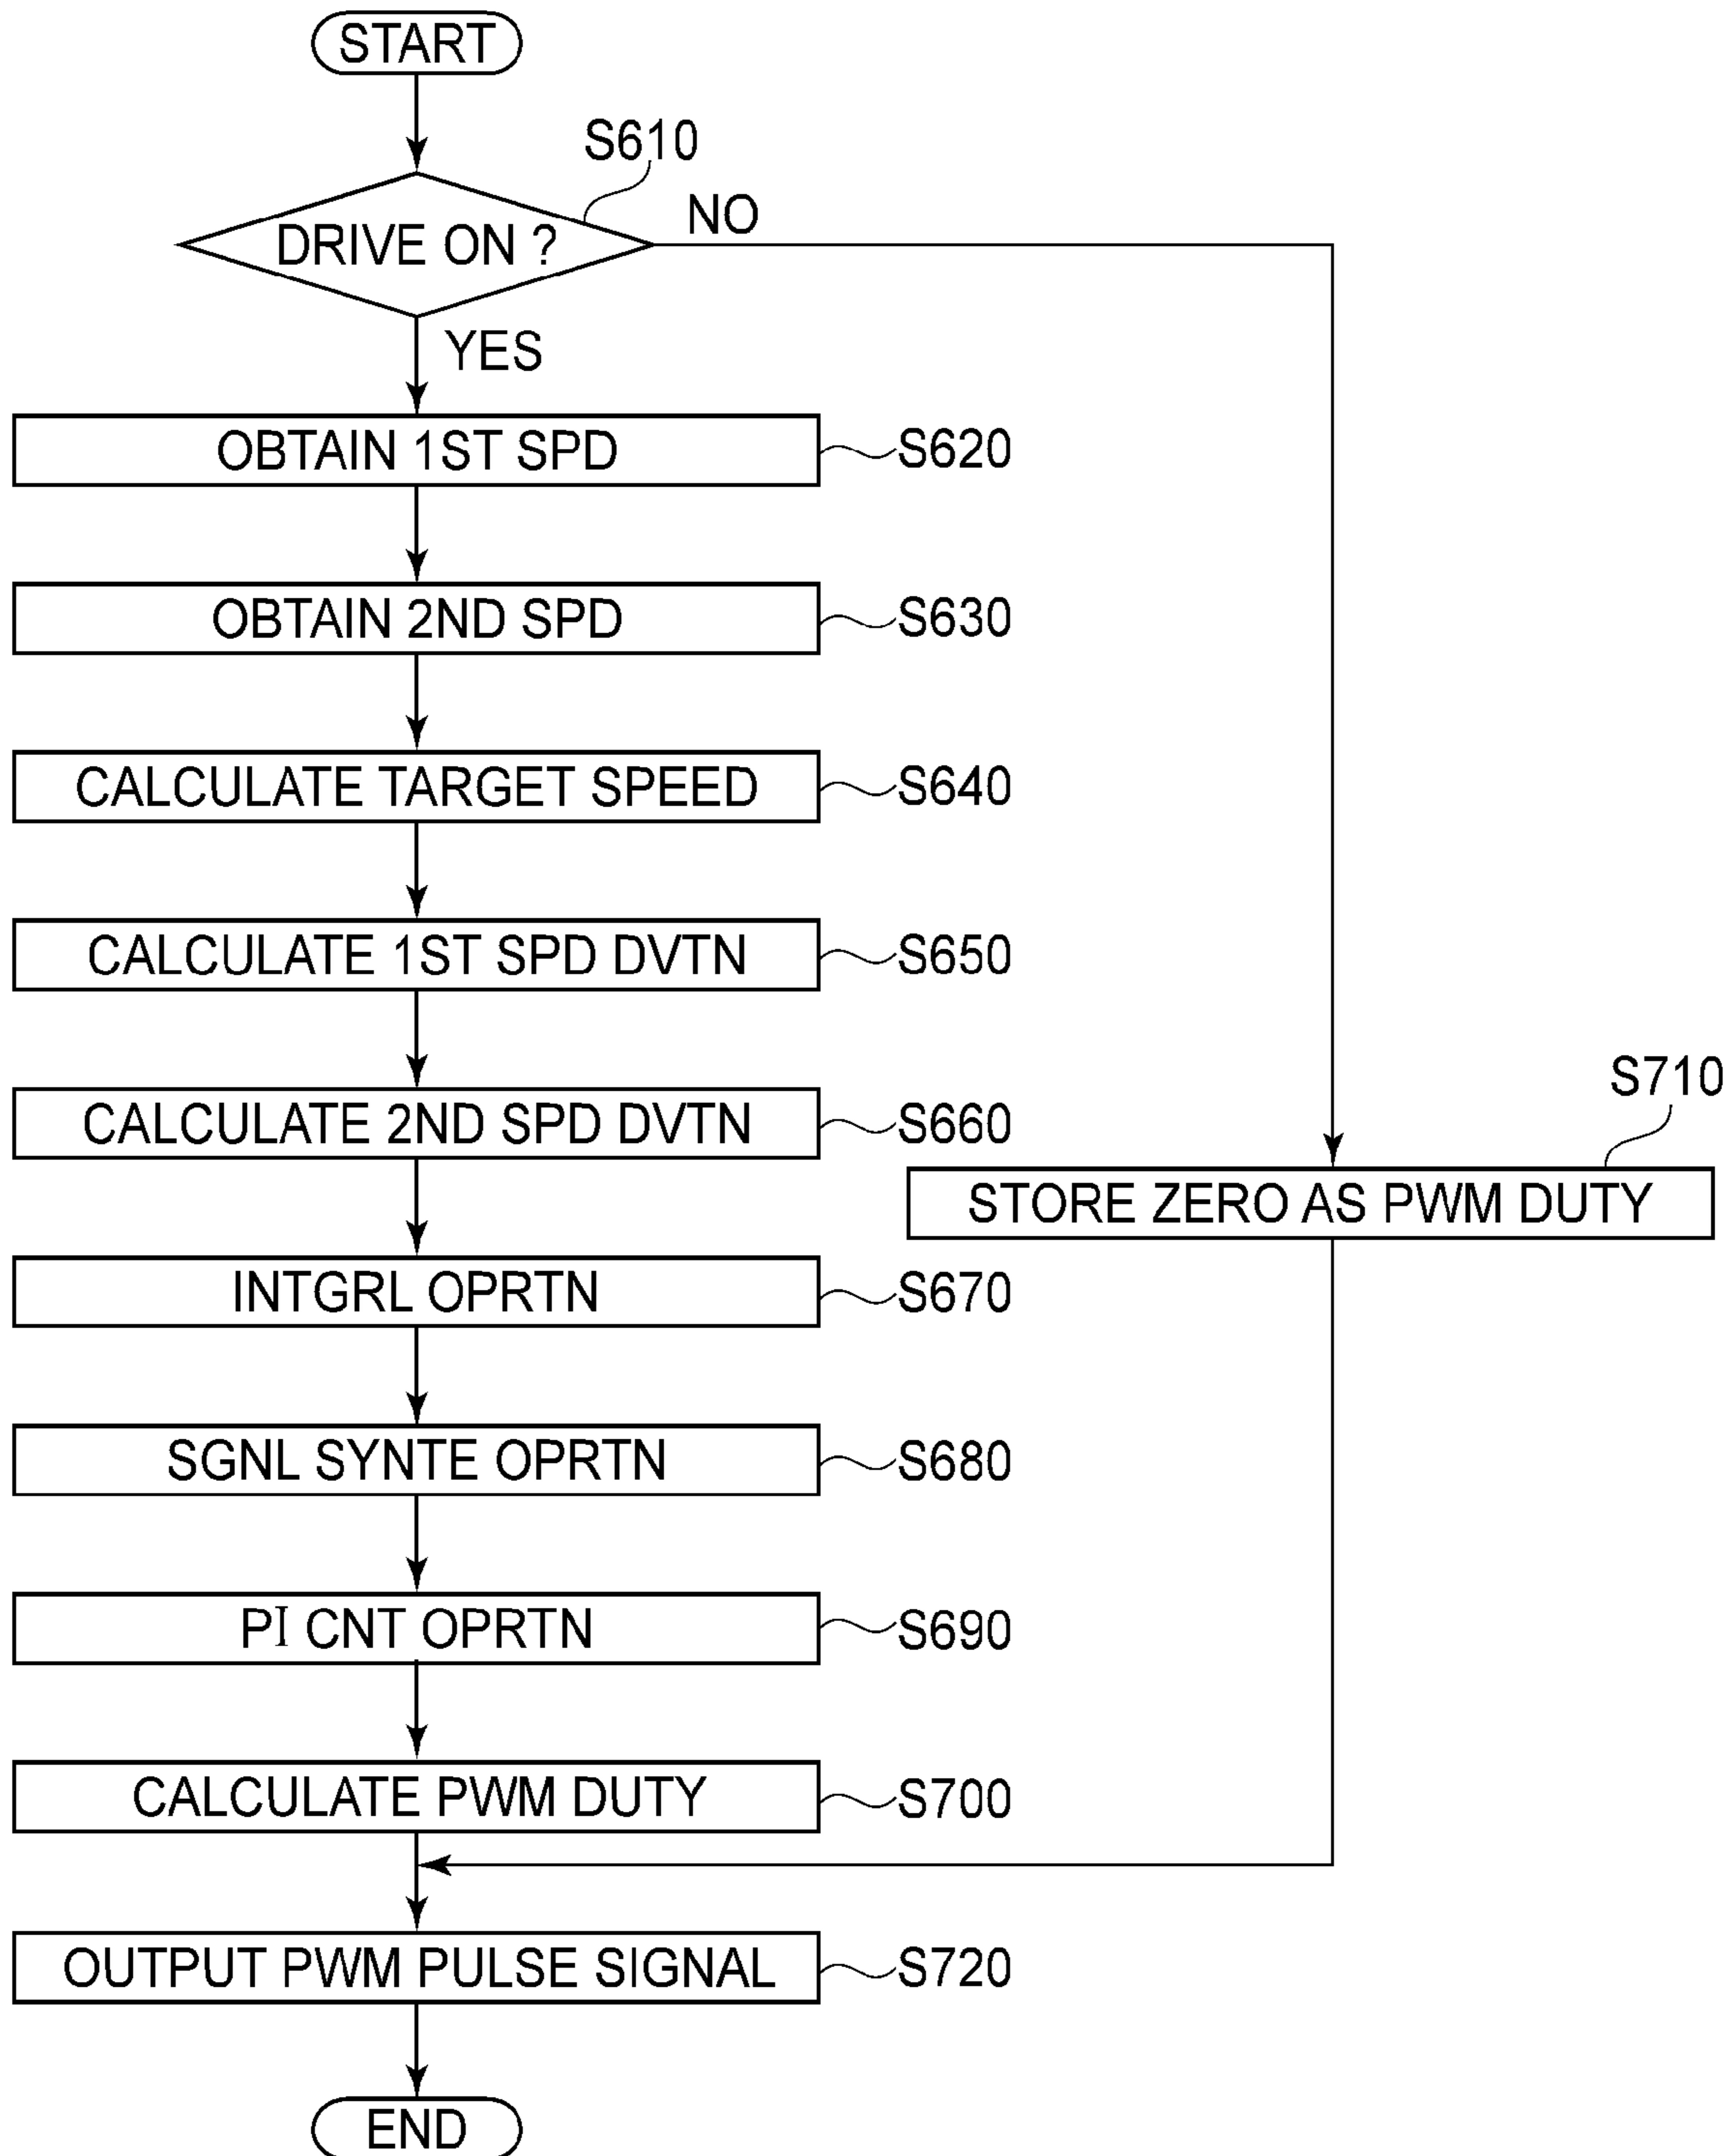 START
S610
DRIVE ON ?
NO
YES
OBTAIN 1ST SPD
S620
OBTAIN 2ND SPD
S630
CALCULATE TARGET SPEED
S640
CALCULATE 1ST SPD DVTN
S650
CALCULATE 2ND SPD DVTN
S660
S710
STORE ZERO AS PWM DUTY
INTGRL OPRTN
S670
SGNL SYNTE OPRTN
S680
PI CNT OPRTN
S690
CALCULATE PWM DUTY
S700
OUTPUT PWM PULSE SIGNAL
S720
END